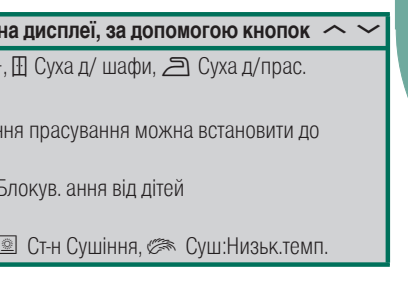 на дисплеї, за допомогою кнопок
, Суха д/ шафи, Суха д/прас.
прасування можна встановити до
Блокув. ання від дітей
Ст-н Сушіння, Суш:Низьк.темп.